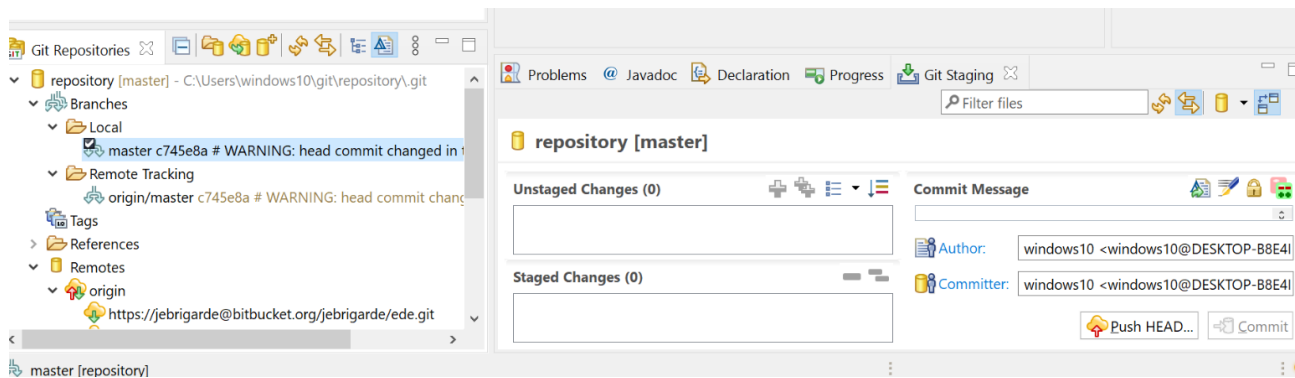 Git Repositories
repository [master] - C:\Users\windows10\git\repository\.git
Branches
Local
master c745e8a # WARNING: head commit changed in t
Remote Tracking
origin/master c745e8a # WARNING: head commit chang
Tags
References
Remotes
origin
https://jebrigarde@bitbucket.org/jebrigarde/ede.git
master [repository]
Problems @ Javadoc Declaration Progress Git Staging
Filter files
repository [master]
Unstaged Changes (0)
Staged Changes (0)
Commit Message
Author: windows10 <windows10@DESKTOP-B8E4I
Committer: windows10 <windows10@DESKTOP-B8E4I
Push HEAD... Commit